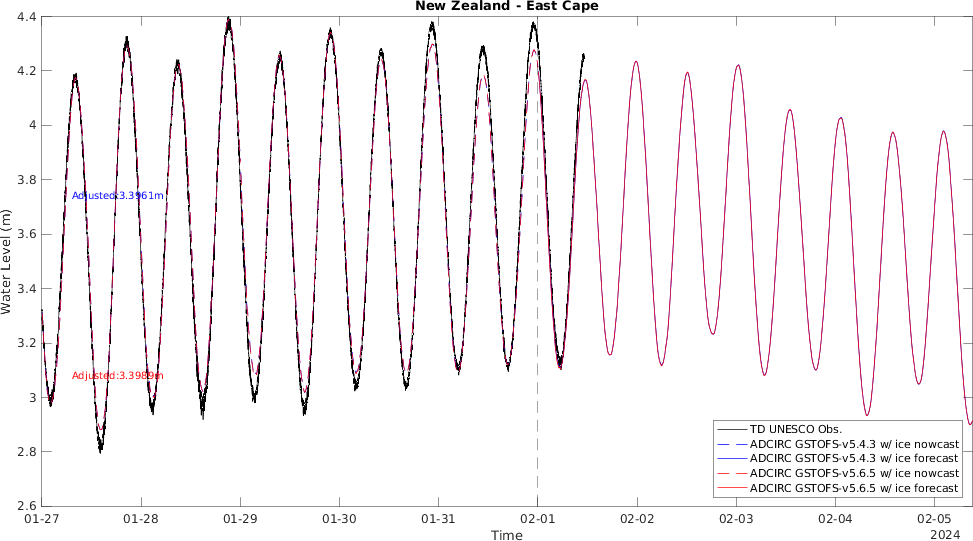 New Zealand - East Cape
4.4
4.2
4
3.8
3.6
3.4
3.2
3
2.8
2.6
Water Level (m)
Adjusted:3.3961m
Adjusted:3.3989m
TD UNESCO Obs.
ADCIRC GSTOFS-v5.4.3 w/ ice nowcast
ADCIRC GSTOFS-v5.4.3 w/ ice forecast
ADCIRC GSTOFS-v5.6.5 w/ ice nowcast
ADCIRC GSTOFS-v5.6.5 w/ ice forecast
01-27 01-28 01-29 01-30 01-31 02-01 02-02 02-03 02-04 02-05
Time 2024